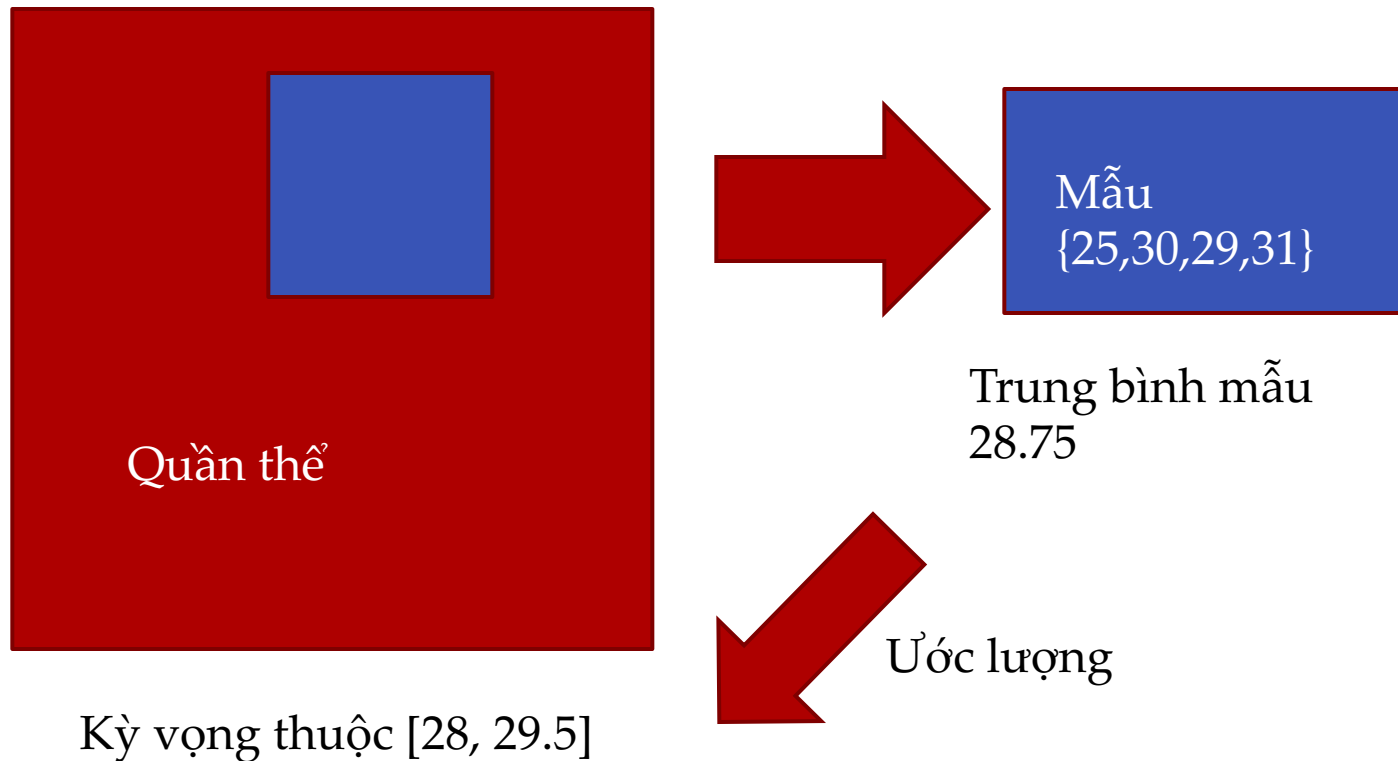 Mẫu
{25,30,29,31}
Trung bình mẫu
28.75
Quần thể
Ước lượng
Kỳ vọng thuộc [28, 29.5]